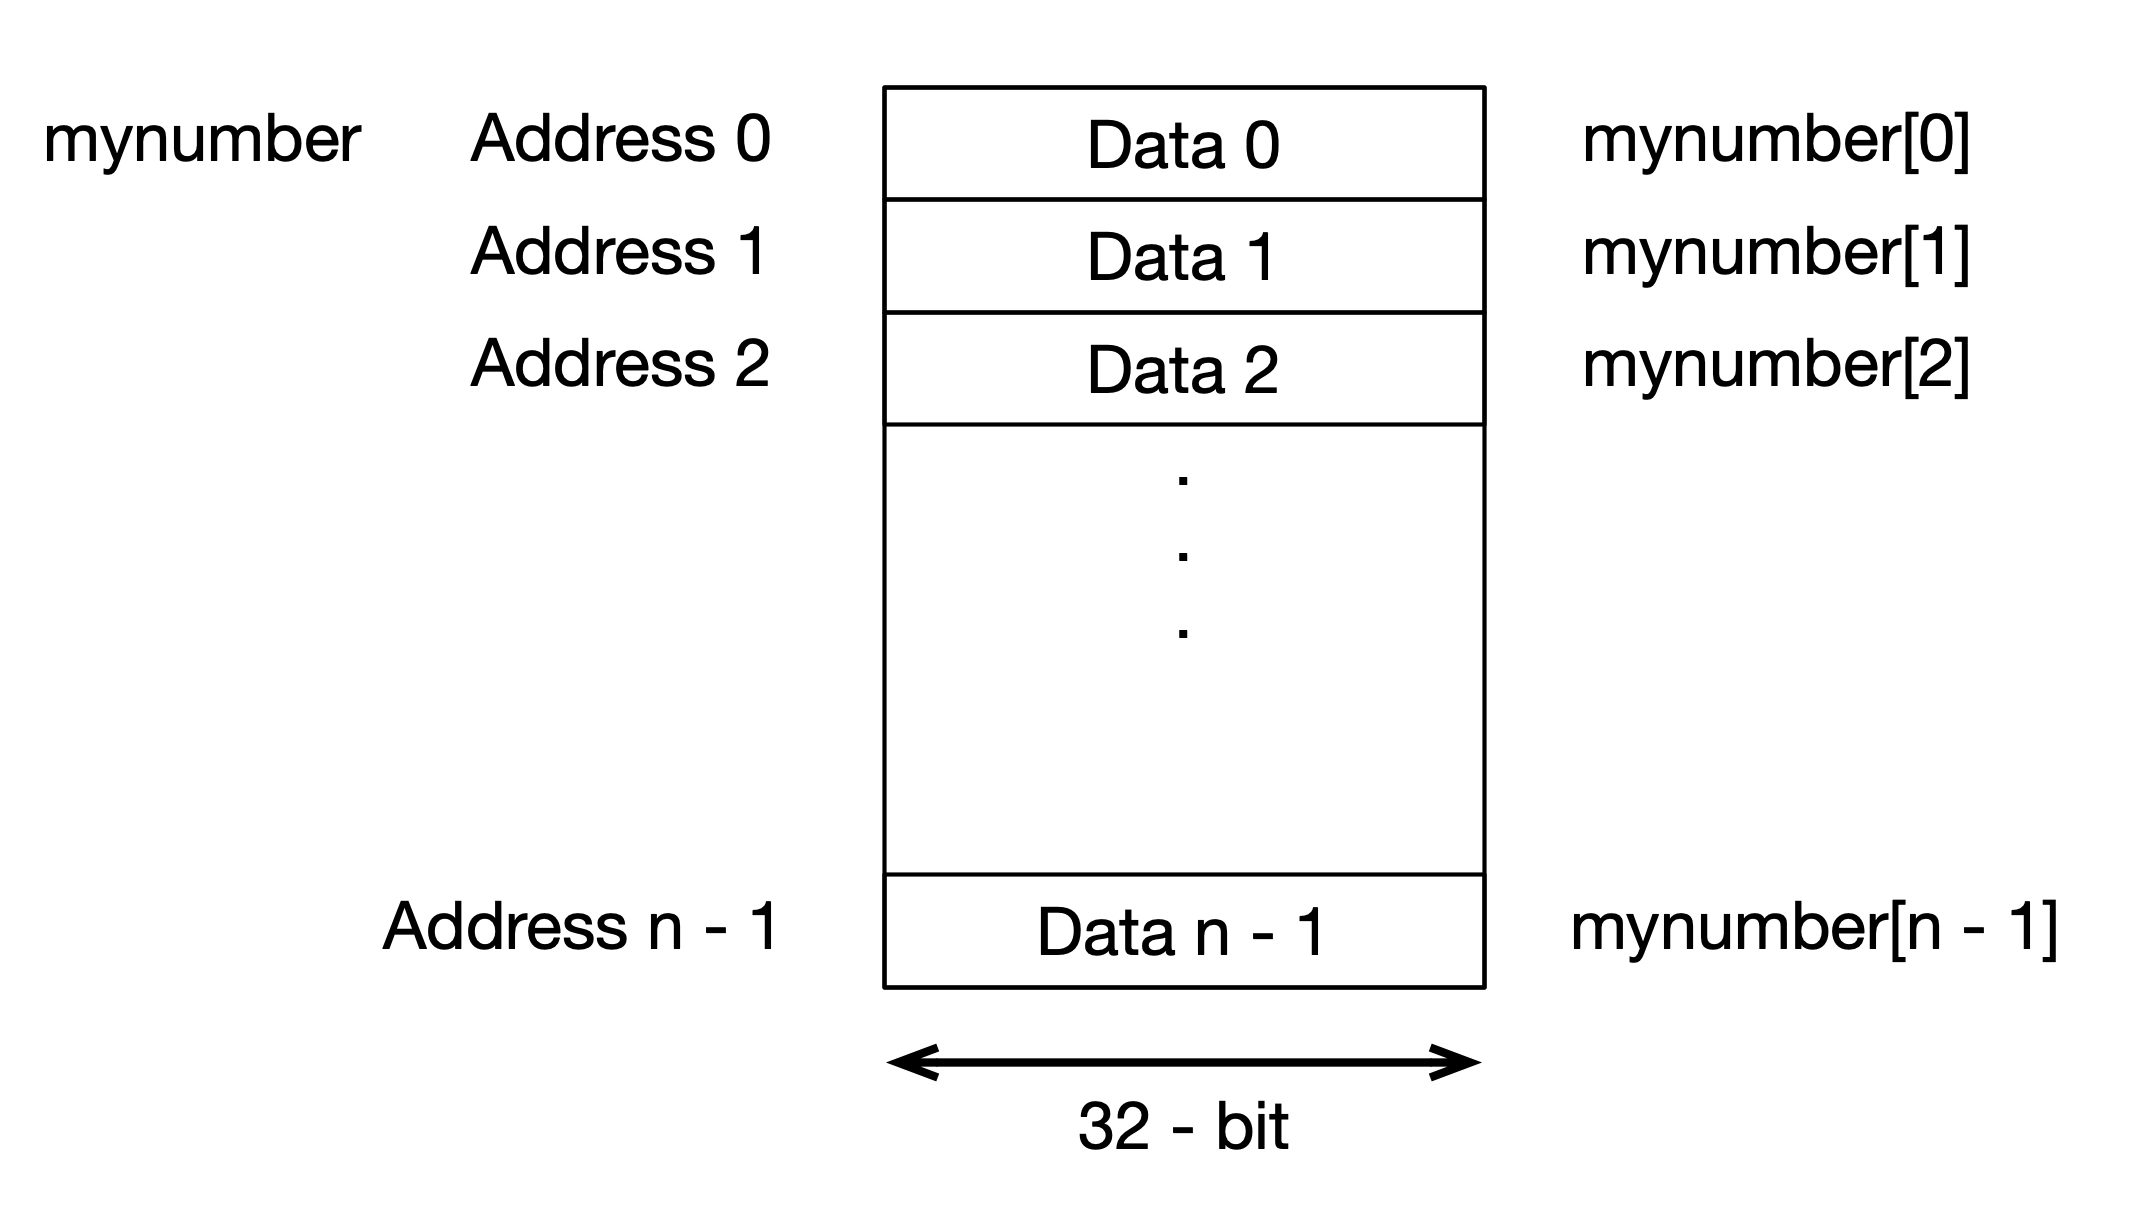 mynumber Address 0 Data 0 mynumber[0]
Address 1 Data 1 mynumber[1]
Address 2 Data 2 mynumber[2]
.
.
.
Address n - 1 Data n - 1 mynumber[n - 1]
32 - bit